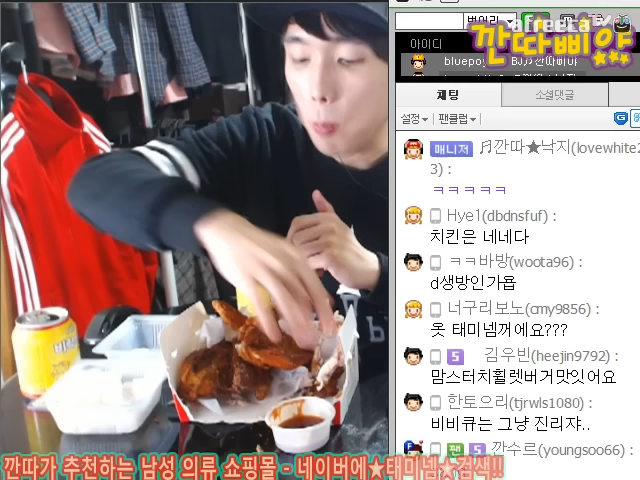 afreeca
깐따삐야
아이디
채팅
소셜댓글
설정
팬클럽
매니저 깐따★낙지(lovewhite2
3) :
ㅋㅋㅋㅋㅋ
Hye1(dbdnsfuf) :
치킨은 네네다
ㅋㅋ바방(woota96) :
d생방인가욥
너구리보노(cmy9856) :
옷 태미넴꺼에요???
S 김우빈(heejin9792) :
맘스터치휠렛버거맛잇어요
한토으리(tjrwls1080) :
비비큐는 그냥 진리쟈..
팬 S 깐수르(youngsoo66) :
깐따가 추천하는 남성 의류 쇼핑몰 - 네이버에★태미넴★검색!!